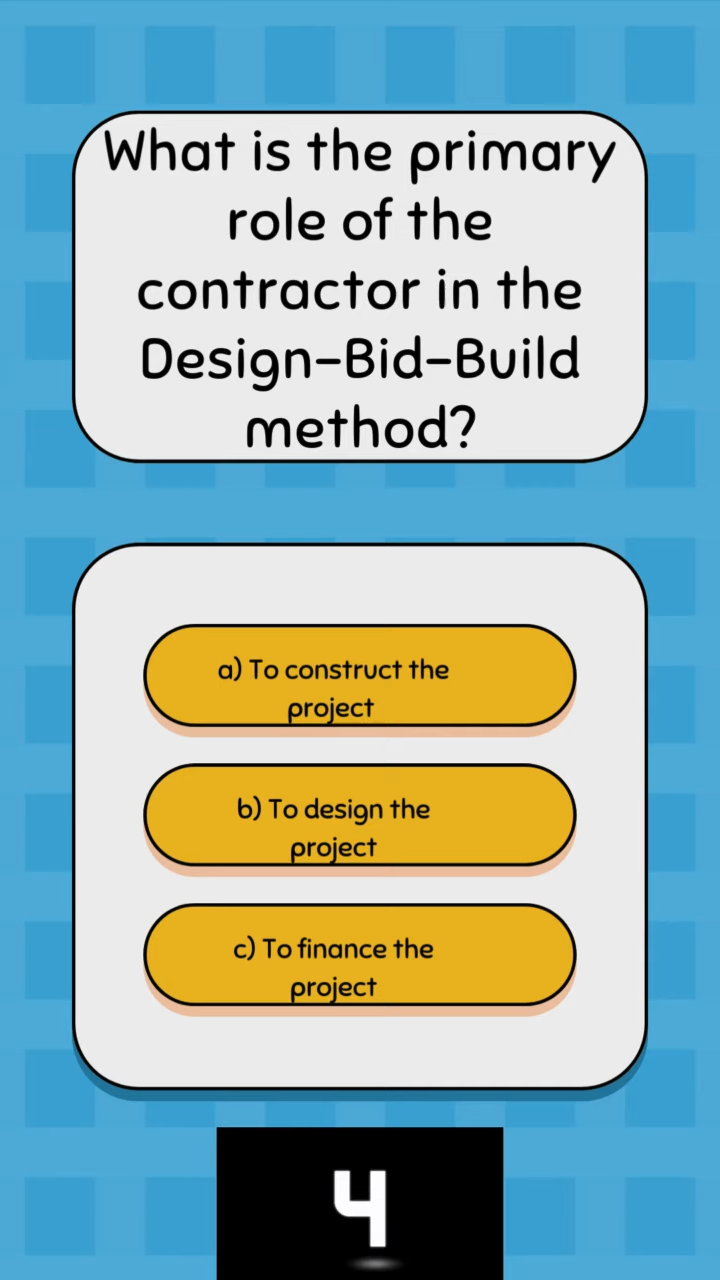 What is the primary
role of the
contractor in the
Design-Bid-Build
method?
a) To construct the
project
b) To design the
project
c) To finance the
project
4